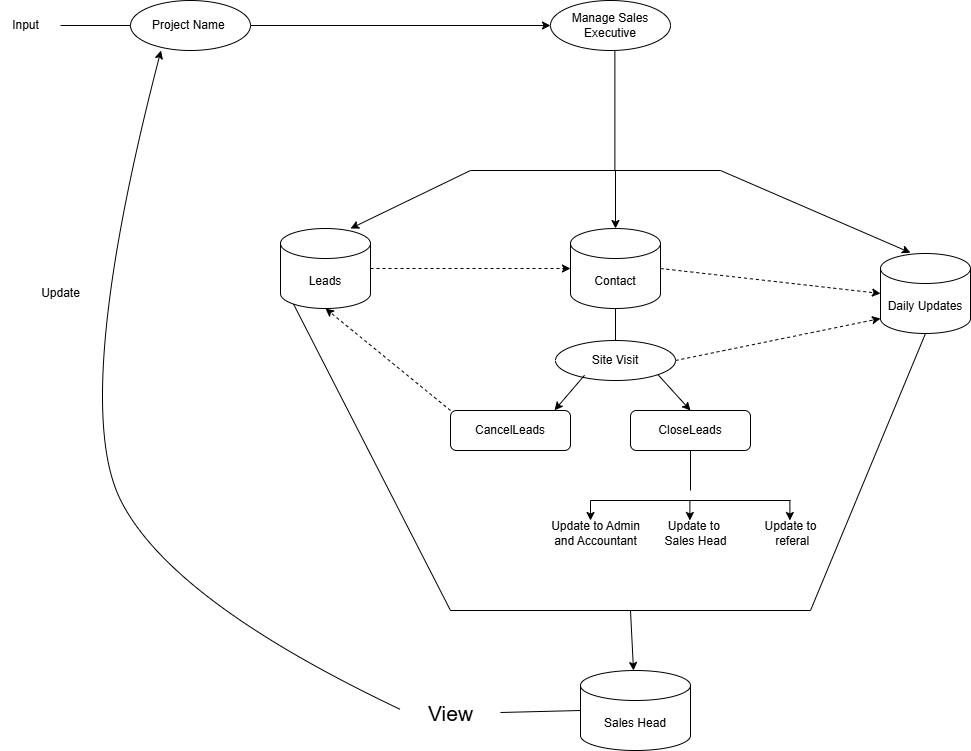 Input
Project Name
Manage Sales
Executive
Leads
Contact
Daily Updates
Update
Site Visit
CancelLeads
CloseLeads
Update to Admin
and Accountant
Update to
Sales Head
Update to
referal
View
Sales Head